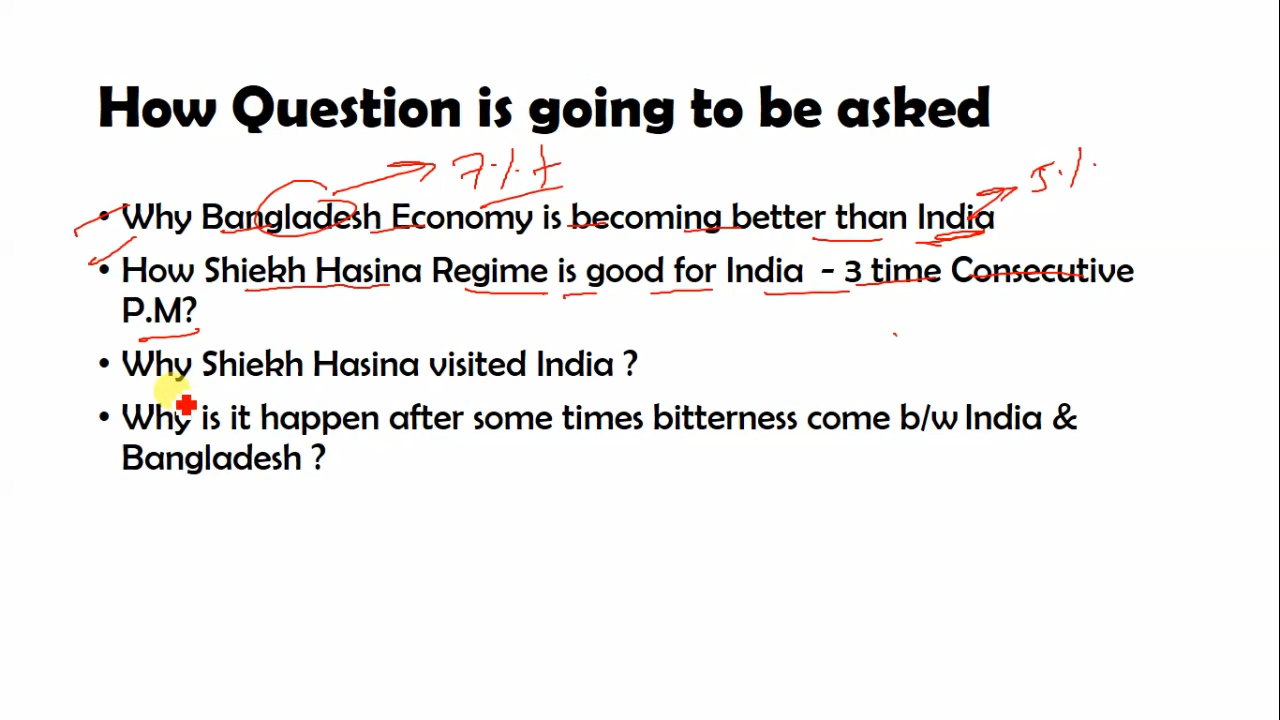 How Question is going to be asked
7.1.+
5.1.
• Why Bangladesh Economy is becoming better than India
• How Shiekh Hasina Regime is good for India - 3 time Consecutive
P.M?
• Why Shiekh Hasina visited India ?
• Why is it happen after some times bitterness come b/w India &
Bangladesh ?